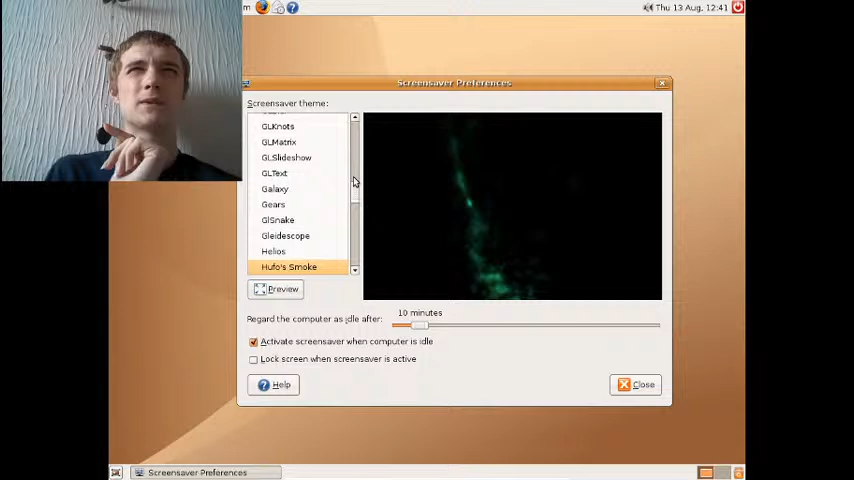 m
Thu 13 Aug, 12:41
Screensaver Preferences
Screensaver theme:
GLKnots
GLMatrix
GLSlideshow
GLText
Galaxy
Gears
GlSnake
Gleidescope
Helios
Hufo's Smoke
Preview
10 minutes
Regard the computer as idle after:
Activate screensaver when computer is idle
Lock screen when screensaver is active
Help
Close
Screensaver Preferences